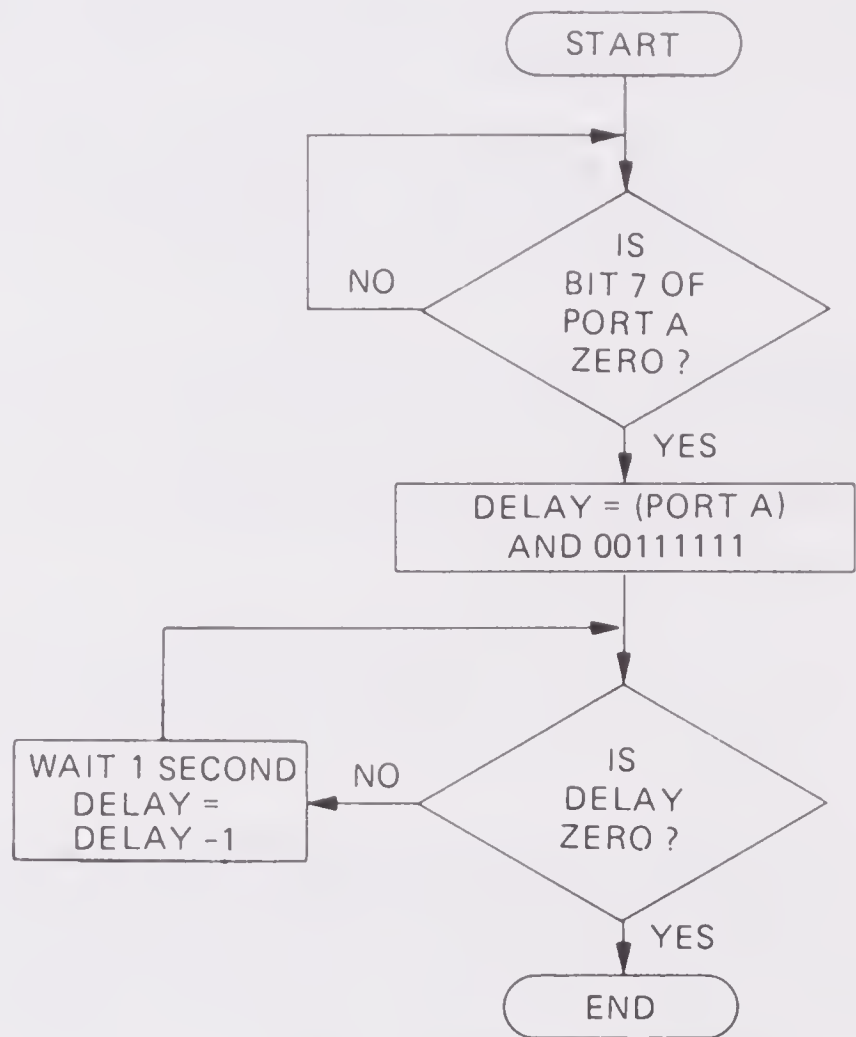 START
IS
BIT 7 OF
PORT A
ZERO ?
NO
YES
DELAY = (PORT A)
AND 00111111
WAIT 1 SECOND
DELAY =
DELAY -1
NO
IS
DELAY
ZERO ?
YES
END